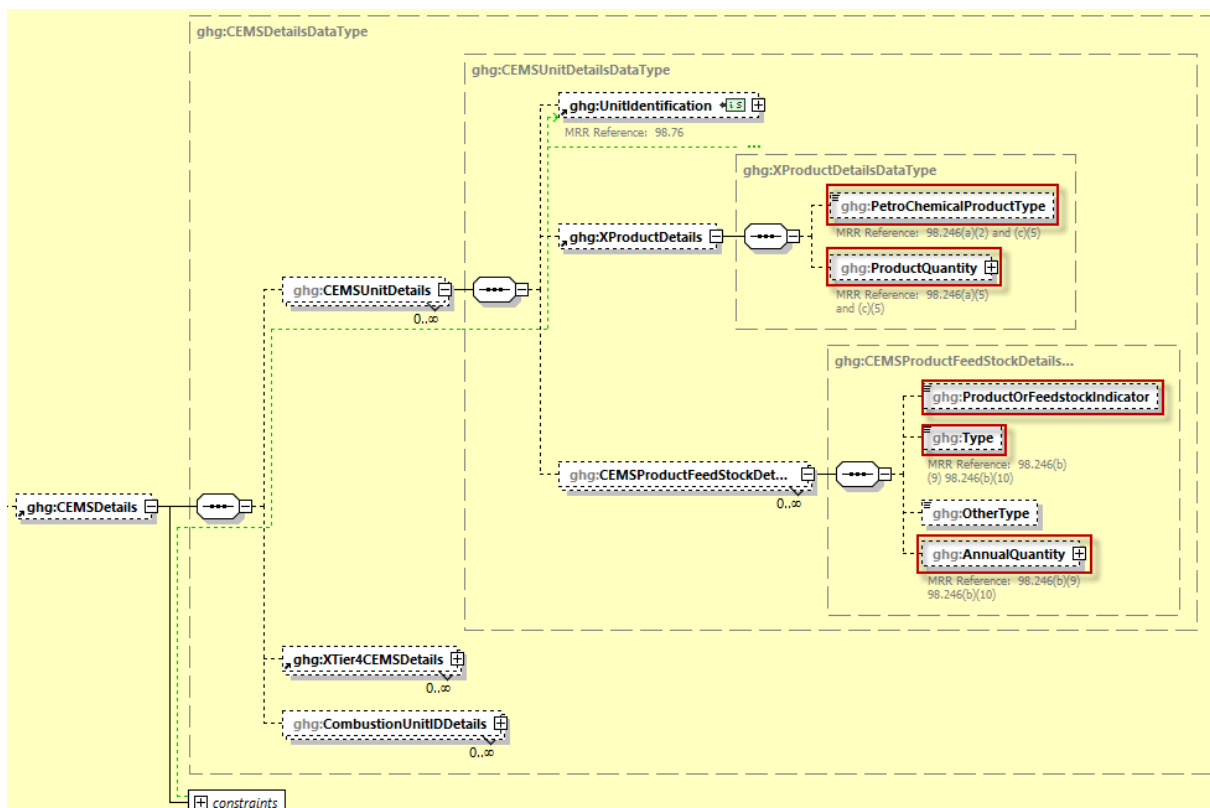 ghg:CEMSDetailsDataType
ghg:CEMSUnitDetailsDataType
ghg:UnitIdentification
is
MRR Reference: 98.76
...
ghg:XProductDetailsDataType
ghg:PetroChemicalProductType
MRR Reference: 98.246(a)(2) and (c)(5)
ghg:XProductDetails
ghg:ProductQuantity
MRR Reference: 98.246(a)(5)
and (c)(5)
ghg:CEMSUnitDetails
0..∞
ghg:CEMSProductFeedStockDetails...
ghg:ProductOrFeedstockIndicator
ghg:Type
MRR Reference: 98.246(b)
(9) 98.246(b)(10)
ghg:CEMSProductFeedStockDet...
0..∞
ghg:OtherType
ghg:CEMSDetails
ghg:AnnualQuantity
MRR Reference: 98.246(b)(9)
98.246(b)(10)
ghg:XTier4CEMSDetails
0..∞
ghg:CombustionUnitIDDetails
0..∞
constraints